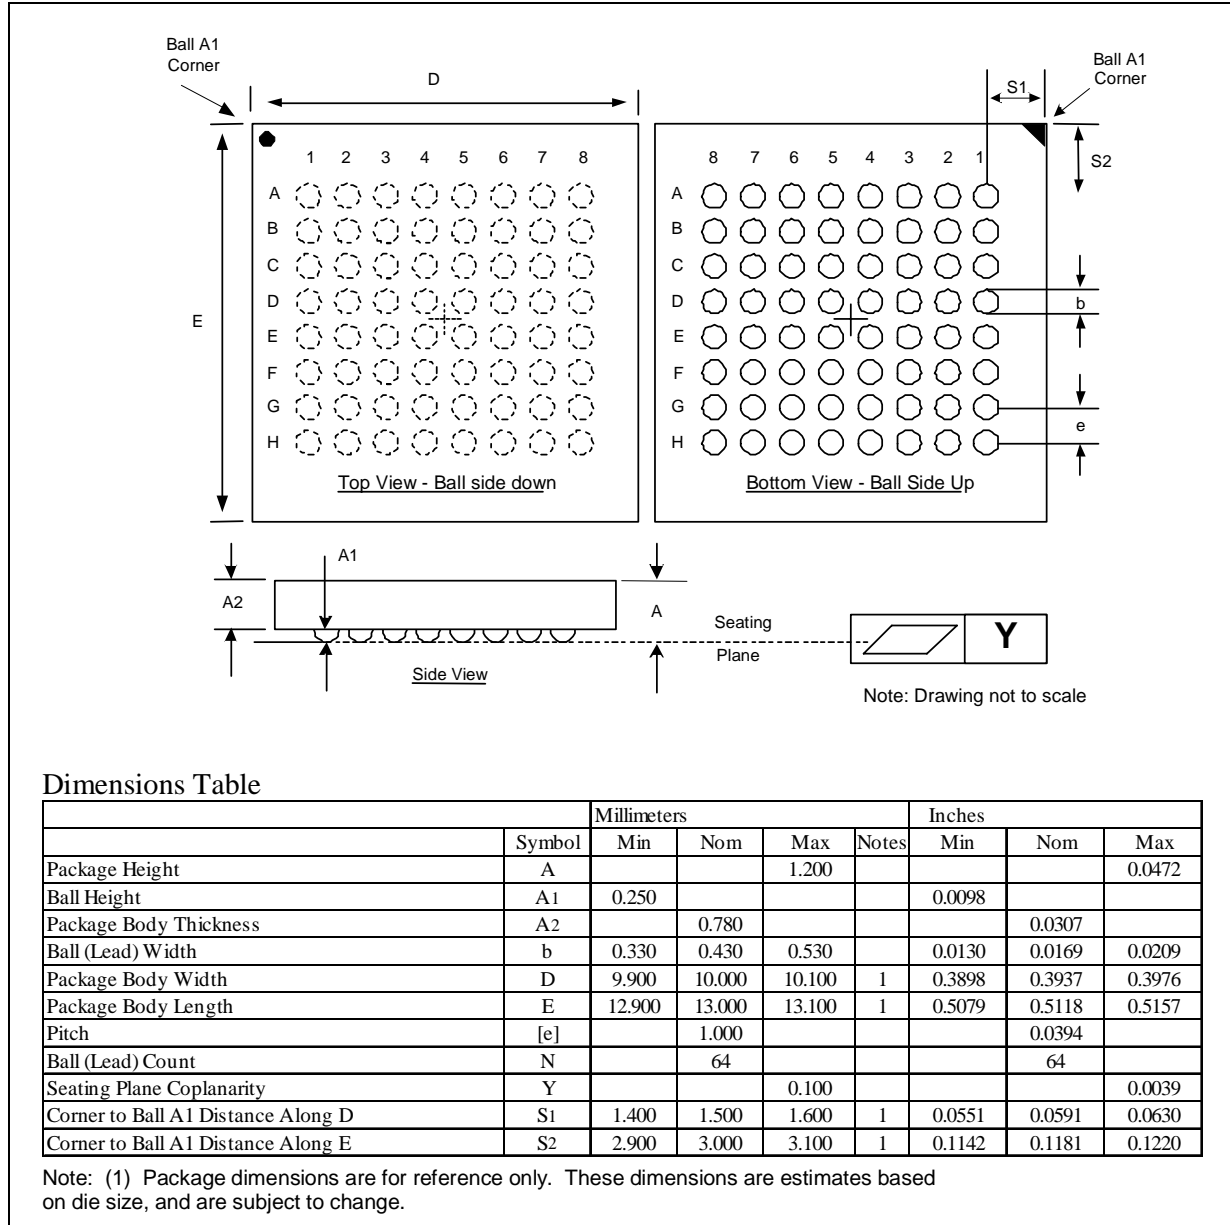 Ball A1
Corner
D
S1
Ball A1
Corner
S2
1 2 3 4 5 6 7 8
8 7 6 5 4 3 2 1
A A
B B
C C
D D b
E E E
F F
G G e
H H
Top View - Ball side down
Bottom View - Ball Side Up
A1
A2 A
Seating
Plane
Y
Side View
Note: Drawing not to scale
Dimensions Table
Millimeters Inches
Symbol Min Nom Max Notes Min Nom Max
Package Height A 1.200 0.0472
Ball Height A1 0.250 0.0098
Package Body Thickness A2 0.780 0.0307
Ball (Lead) Width b 0.330 0.430 0.530 0.0130 0.0169 0.0209
Package Body Width D 9.900 10.000 10.100 1 0.3898 0.3937 0.3976
Package Body Length E 12.900 13.000 13.100 1 0.5079 0.5118 0.5157
Pitch [e] 1.000 0.0394
Ball (Lead) Count N 64 64
Seating Plane Coplanarity Y 0.100 0.0039
Corner to Ball A1 Distance Along D S1 1.400 1.500 1.600 1 0.0551 0.0591 0.0630
Corner to Ball A1 Distance Along E S2 2.900 3.000 3.100 1 0.1142 0.1181 0.1220
Note: (1) Package dimensions are for reference only. These dimensions are estimates based
on die size, and are subject to change.